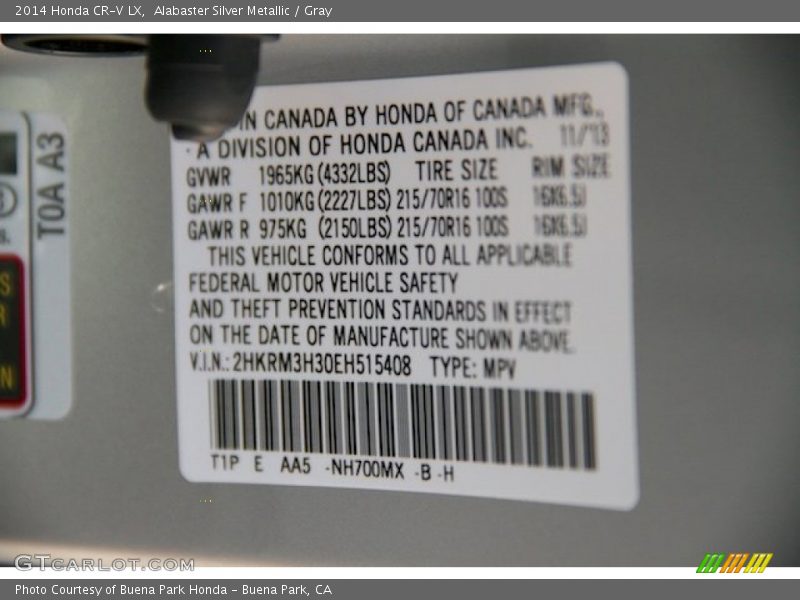 2014 Honda CR-V LX, Alabaster Silver Metallic / Gray
IN CANADA BY HONDA OF CANADA MFG.,
A DIVISION OF HONDA CANADA INC. 11/13
GVWR 1965KG (4332LBS) TIRE SIZE RIM SIZE
GAWR F 1010KG (2227LBS) 215/70R16 100S 16X6.5J
GAWR R 975KG (2150LBS) 215/70R16 100S 16X6.5J
THIS VEHICLE CONFORMS TO ALL APPLICABLE
FEDERAL MOTOR VEHICLE SAFETY
AND THEFT PREVENTION STANDARDS IN EFFECT
ON THE DATE OF MANUFACTURE SHOWN ABOVE.
V.I.N.: 2HKRM3H30EH515408 TYPE: MPV
T1P E AA5 -NH700MX -B -H
T0A A3
GTCARLOT.COM
Photo Courtesy of Buena Park Honda – Buena Park, CA